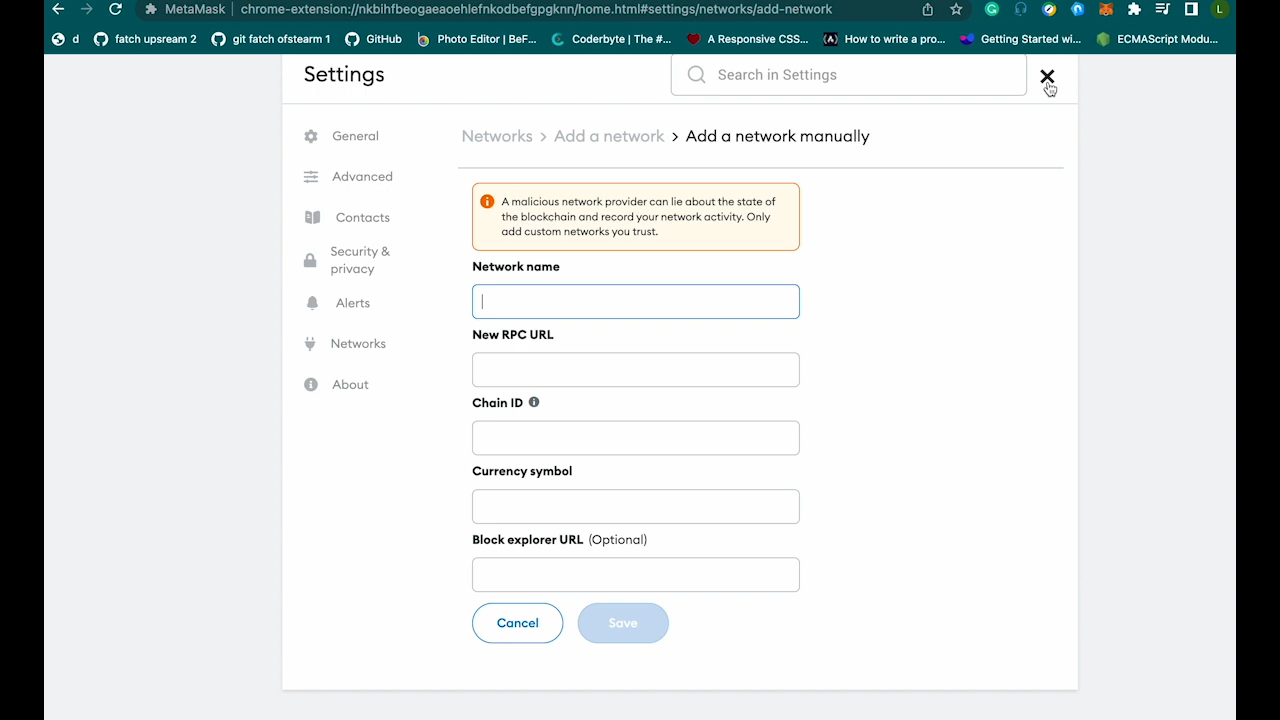 MetaMask chrome-extension://nkbihfbeogaeaoehlefnkodbefgpgknn/home.html#settings/networks/add-network
L
d fatch upsream 2 git fatch ofstearm 1 GitHub Photo Editor | BeF... Coderbyte | The #... A Responsive CSS... How to write a pro... Getting Started wi... ECMAScript Modu...
Settings
Search in Settings
General
Advanced
Contacts
Security &
privacy
Alerts
Networks
About
Networks > Add a network > Add a network manually
A malicious network provider can lie about the state of
the blockchain and record your network activity. Only
add custom networks you trust.
Network name
New RPC URL
Chain ID
Currency symbol
Block explorer URL (Optional)
Cancel
Save